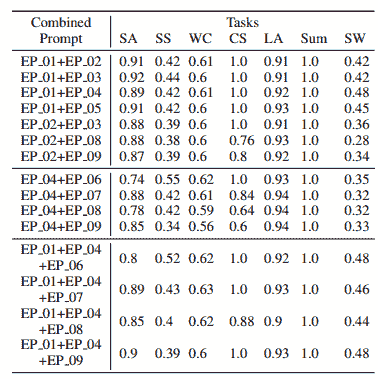 Combined Tasks
Prompt SA SS WC CS LA Sum SW
EP_01+EP_02 0.91 0.42 0.61 1.0 0.91 1.0 0.42
EP_01+EP_03 0.92 0.44 0.6 1.0 0.91 1.0 0.42
EP_01+EP_04 0.89 0.42 0.61 1.0 0.92 1.0 0.48
EP_01+EP_05 0.91 0.42 0.6 1.0 0.93 1.0 0.45
EP_02+EP_03 0.88 0.39 0.6 1.0 0.91 1.0 0.36
EP_02+EP_08 0.88 0.38 0.6 0.76 0.93 1.0 0.28
EP_02+EP_09 0.87 0.39 0.6 0.8 0.92 1.0 0.34
EP_04+EP_06 0.74 0.55 0.62 1.0 0.93 1.0 0.35
EP_04+EP_07 0.88 0.42 0.61 0.84 0.94 1.0 0.32
EP_04+EP_08 0.78 0.42 0.59 0.64 0.94 1.0 0.32
EP_04+EP_09 0.85 0.34 0.56 0.6 0.94 1.0 0.33
EP_01+EP_04
+EP_06 0.8 0.52 0.62 1.0 0.92 1.0 0.48
EP_01+EP_04
+EP_07 0.89 0.43 0.63 1.0 0.93 1.0 0.46
EP_01+EP_04
+EP_08 0.85 0.4 0.62 0.88 0.9 1.0 0.44
EP_01+EP_04
+EP_09 0.9 0.39 0.6 1.0 0.93 1.0 0.48